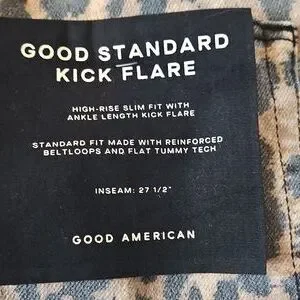 GOOD STANDARD
KICK FLARE
HIGH-RISE SLIM FIT WITH
ANKLE LENGTH KICK FLARE
STANDARD FIT MADE WITH REINFORCED
BELTLOOPS AND FLAT TUMMY TECH
INSEAM: 27 1/2"
GOOD AMERICAN